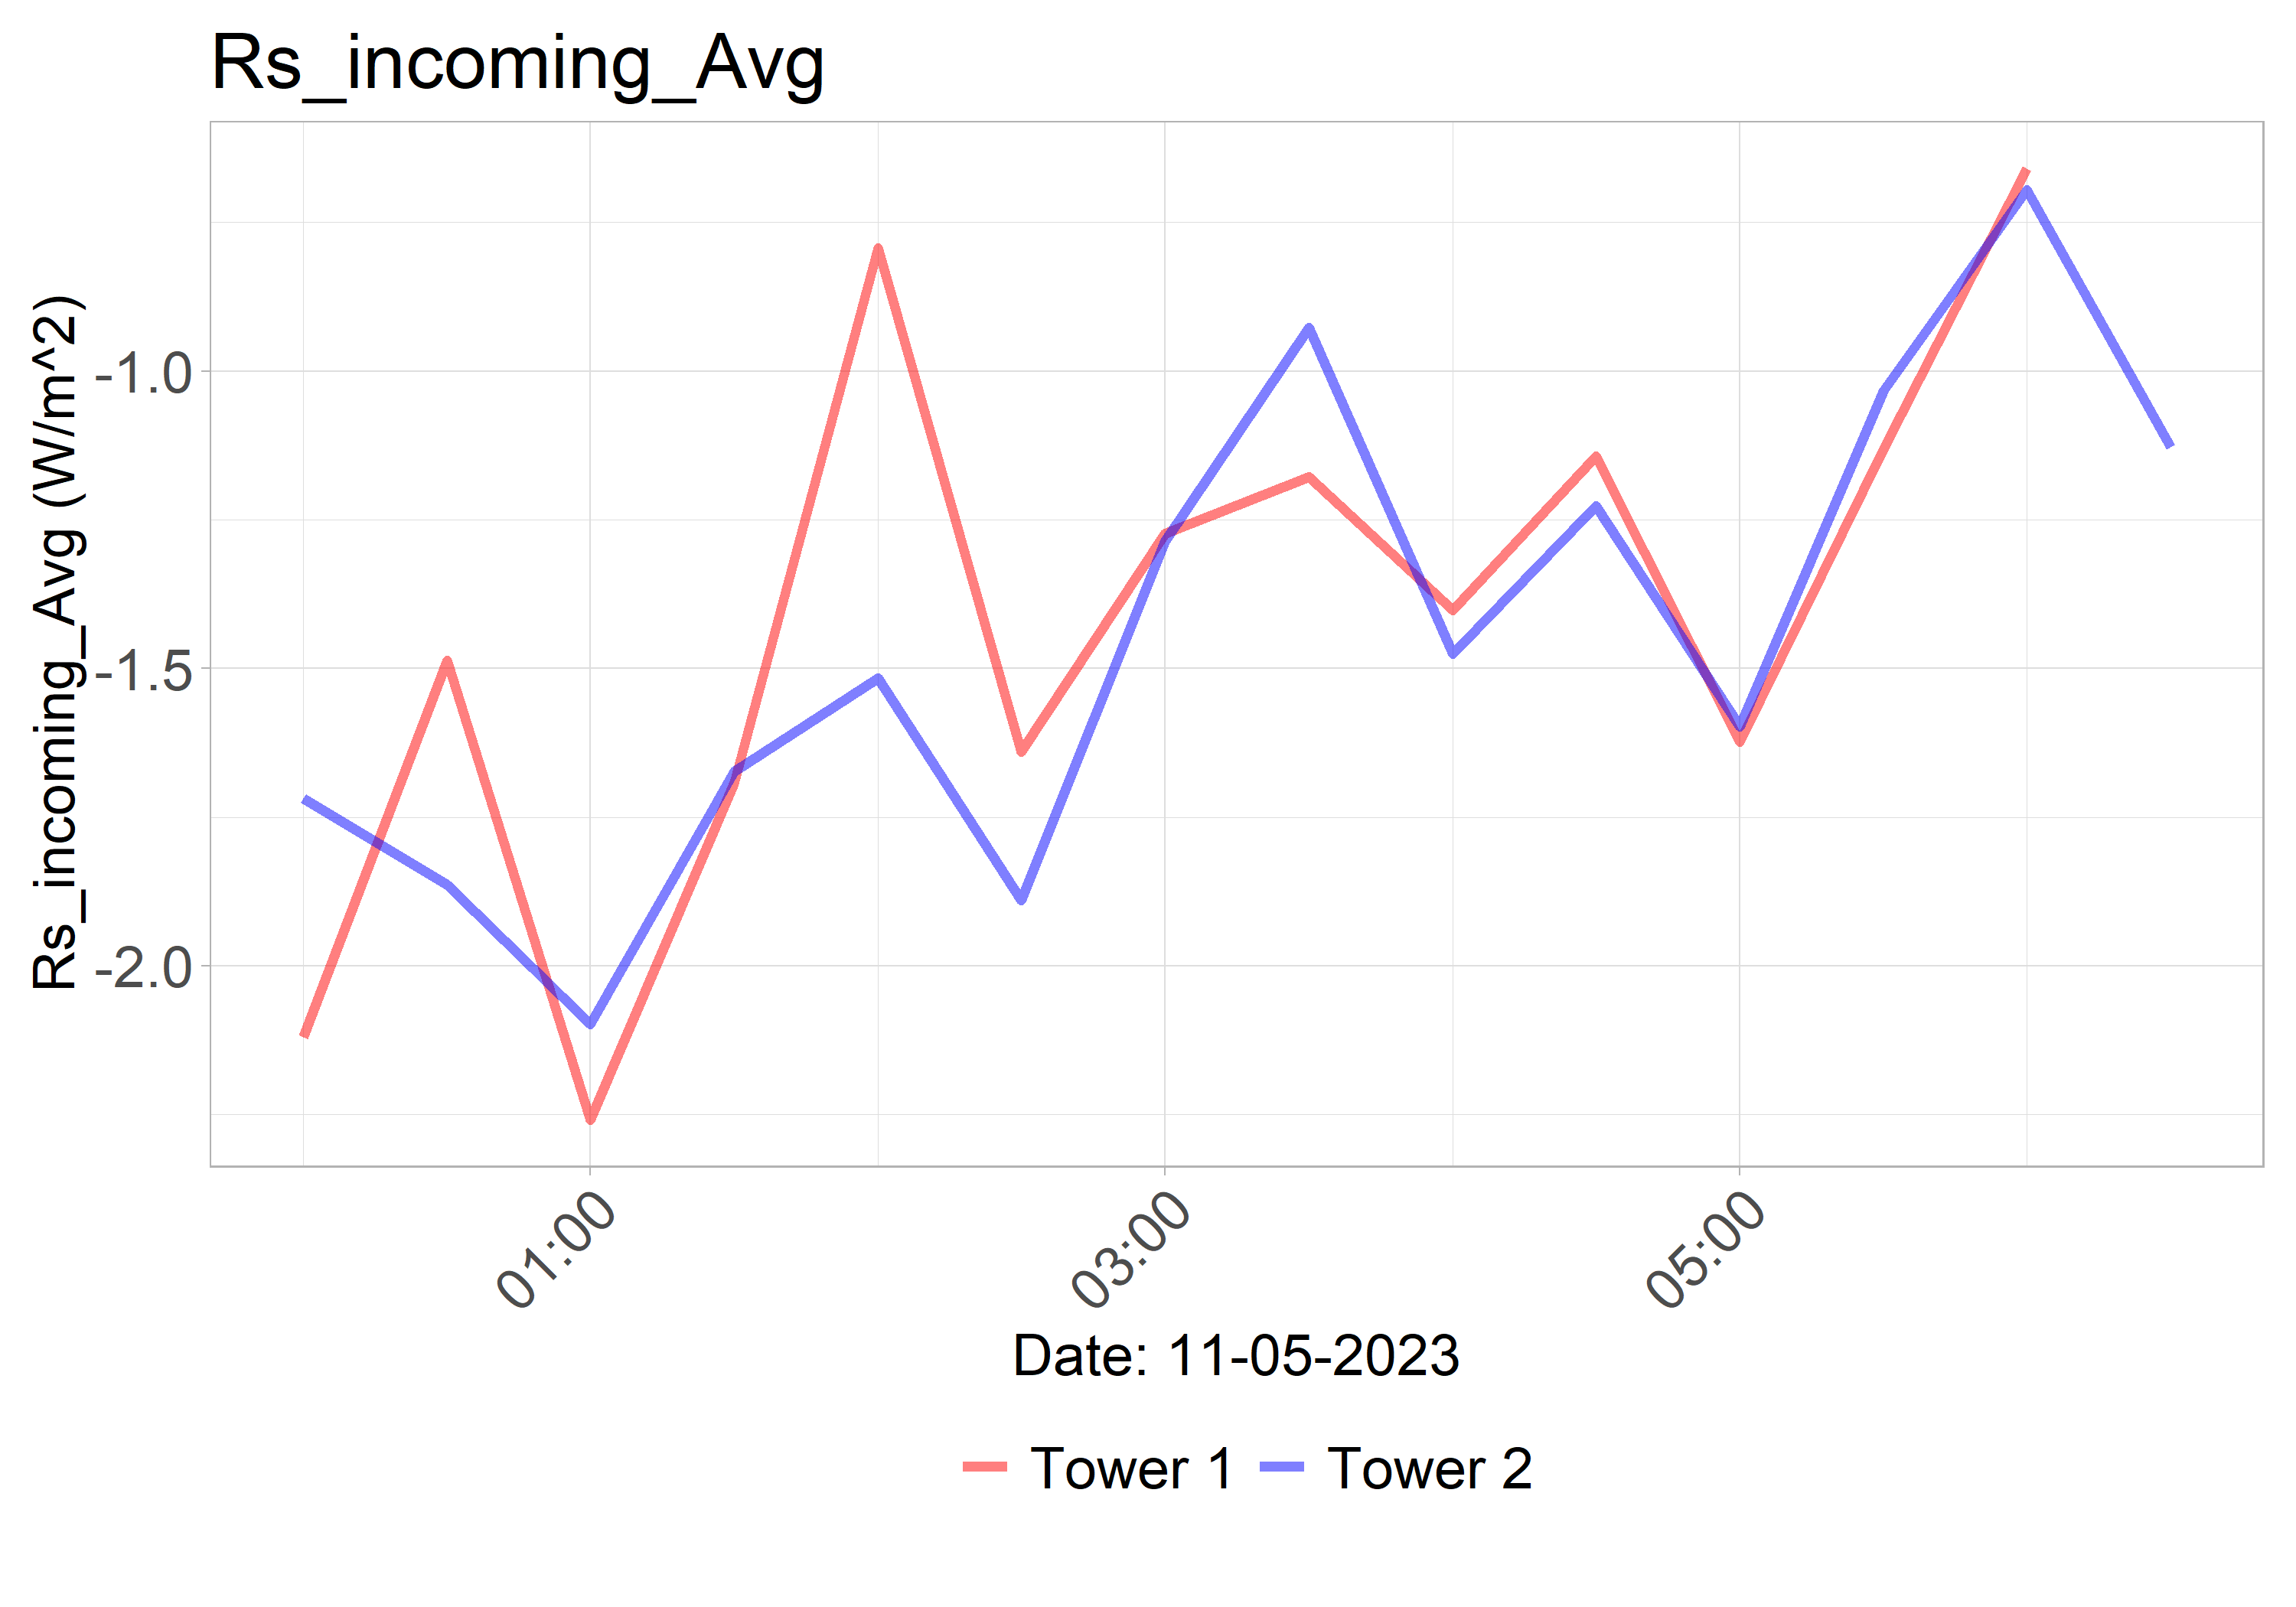 Rs_incoming_Avg
Rs_incoming_Avg (W/m^2)
-1.0
-1.5
-2.0
01:00
03:00
05:00
Date: 11-05-2023
Tower 1
Tower 2